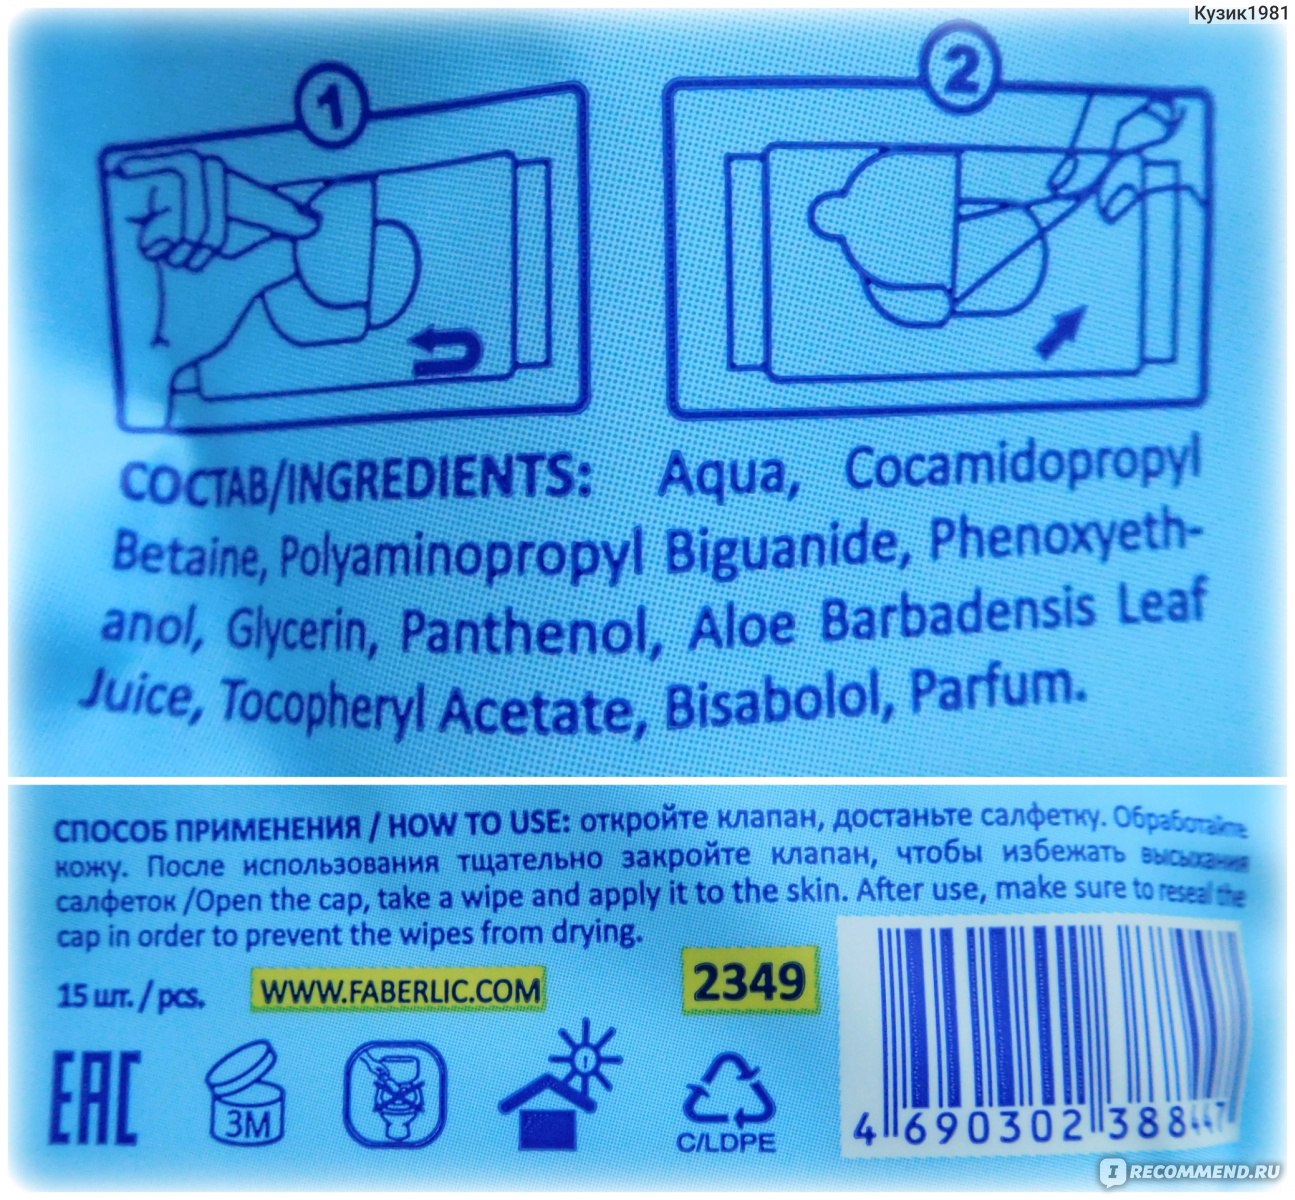 Кузик1981
1
2
СОСТАВ/INGREDIENTS: Aqua, Cocamidopropyl
Betaine, Polyaminopropyl Biguanide, Phenoxyeth-
anol, Glycerin, Panthenol, Aloe Barbadensis Leaf
Juice, Tocopheryl Acetate, Bisabolol, Parfum.
СПОСОБ ПРИМЕНЕНИЯ / HOW TO USE: откройте клапан, достаньте салфетку. Обработайте
кожу. После использования тщательно закройте клапан, чтобы избежать высыхания
салфеток /Open the cap, take a wipe and apply it to the skin. After use, make sure to reseal the
cap in order to prevent the wipes from drying.
15 шт. / pcs.
WWW.FABERLIC.COM
2349
EAC
3M
C/LDPE
4 690302 388447
IRECOMMEND.RU